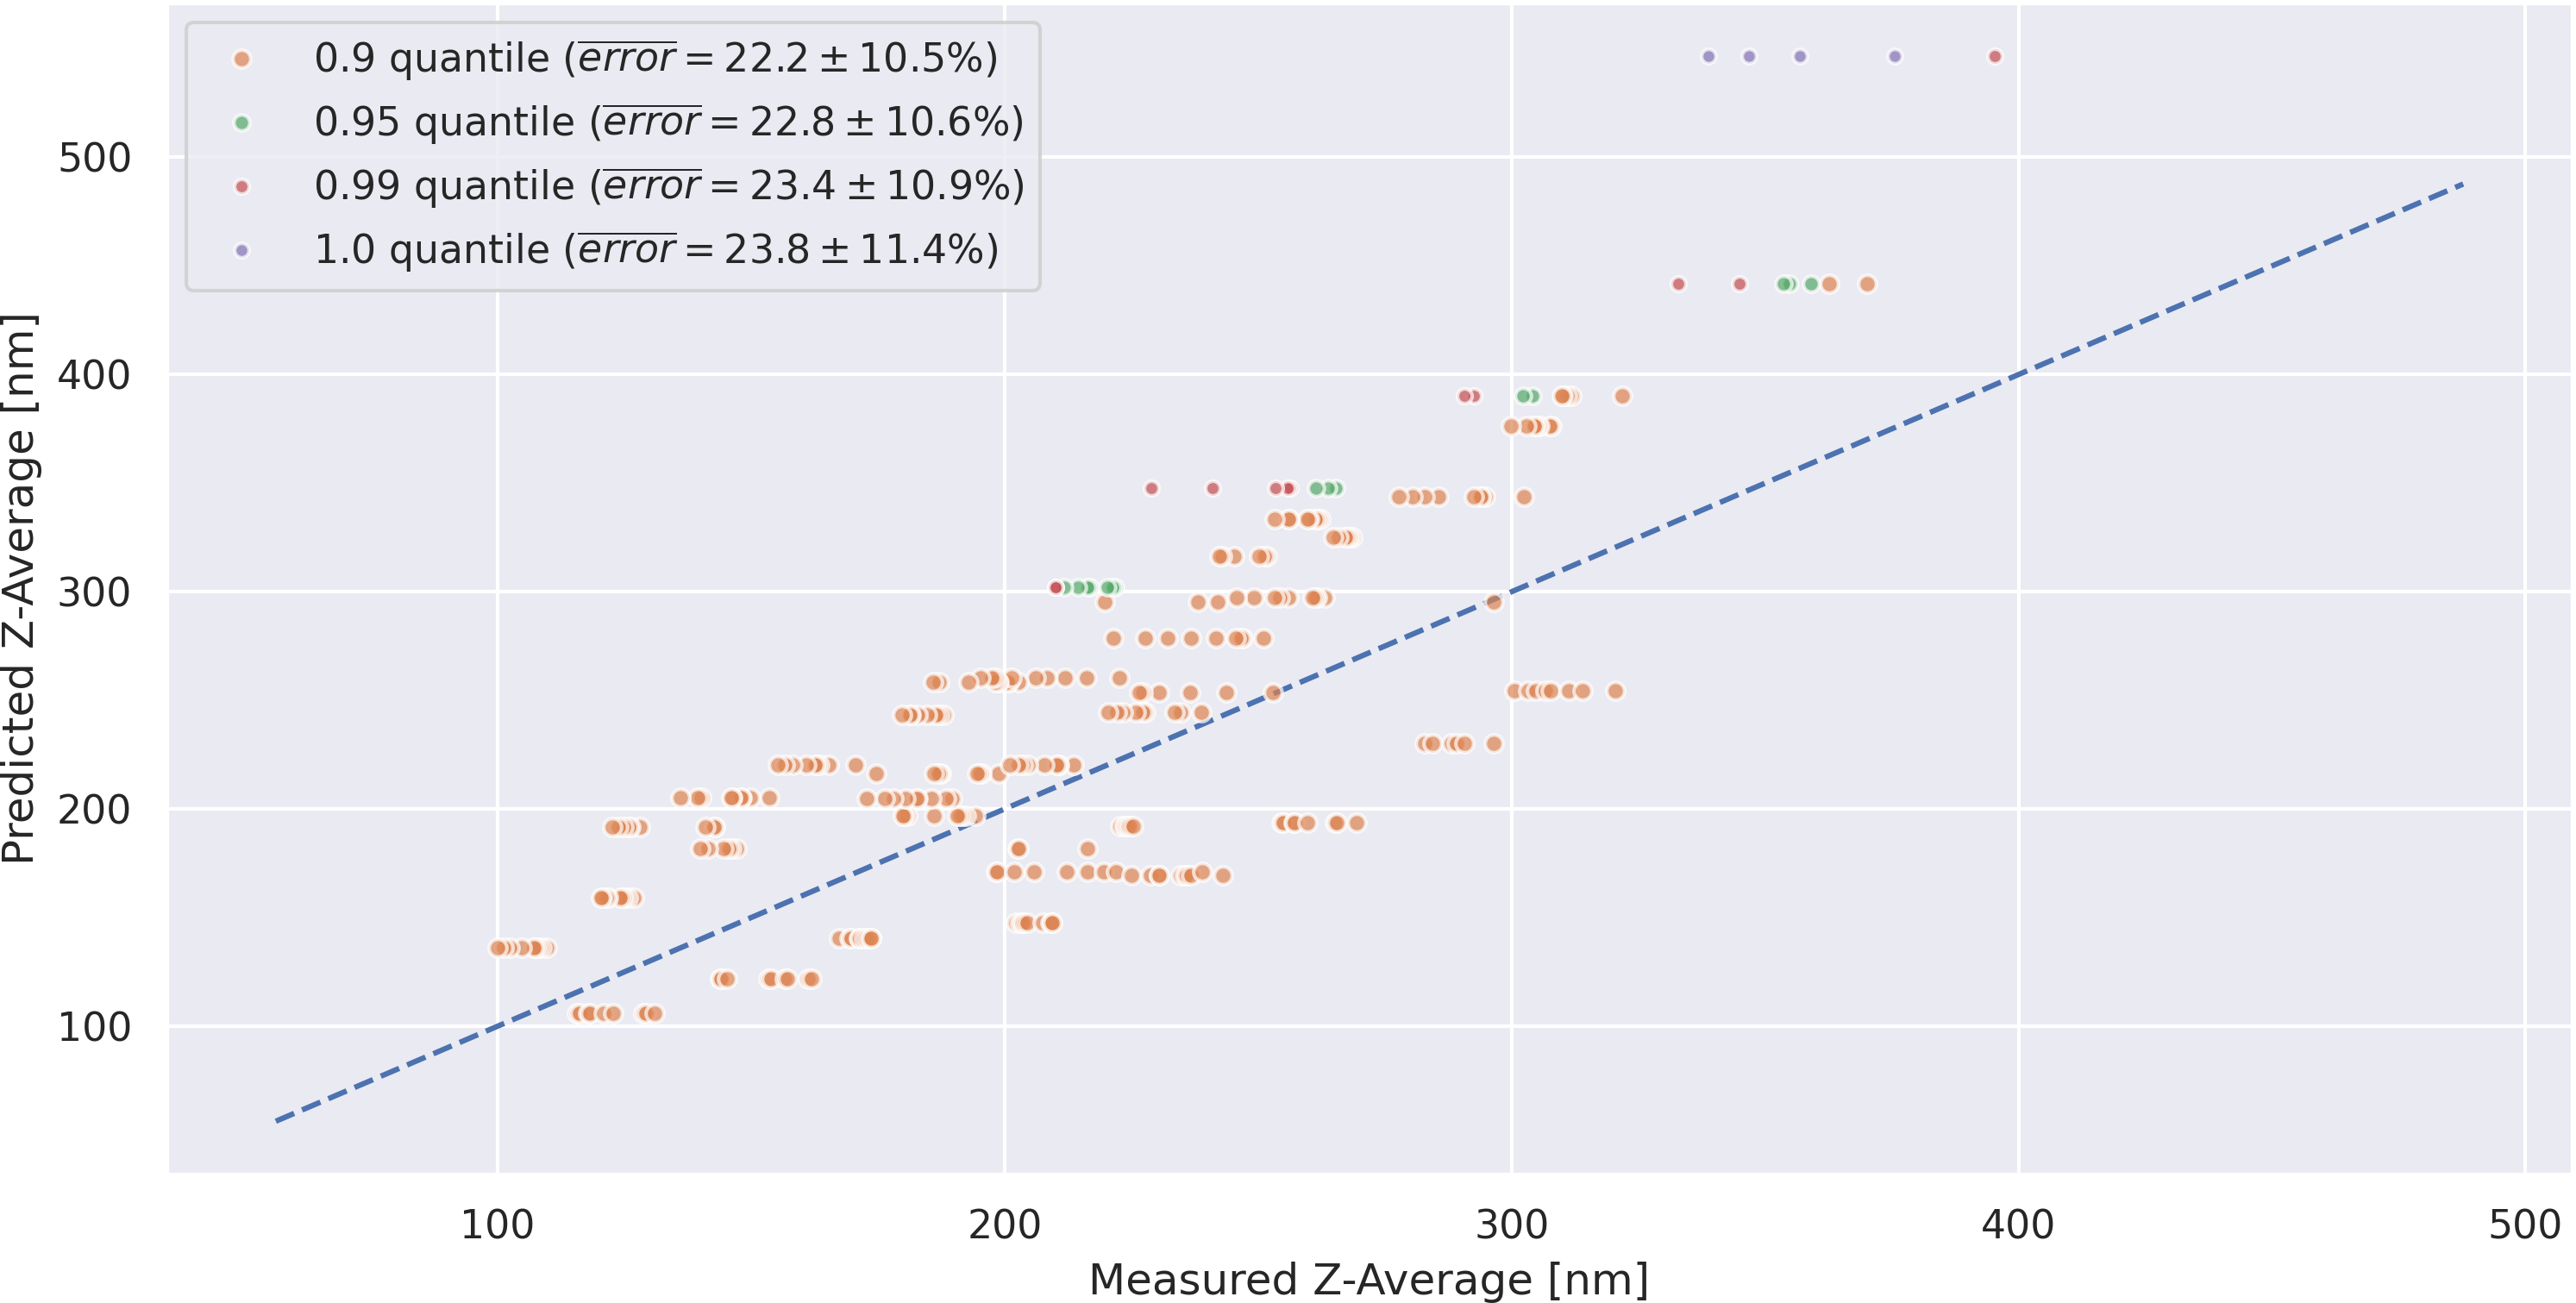 0.9 quantile (error = 22.2 ± 10.5%)
0.95 quantile (error = 22.8 ± 10.6%)
0.99 quantile (error = 23.4 ± 10.9%)
1.0 quantile (error = 23.8 ± 11.4%)
Predicted Z-Average [nm]
500
400
300
200
100
100 200 300 400 500
Measured Z-Average [nm]